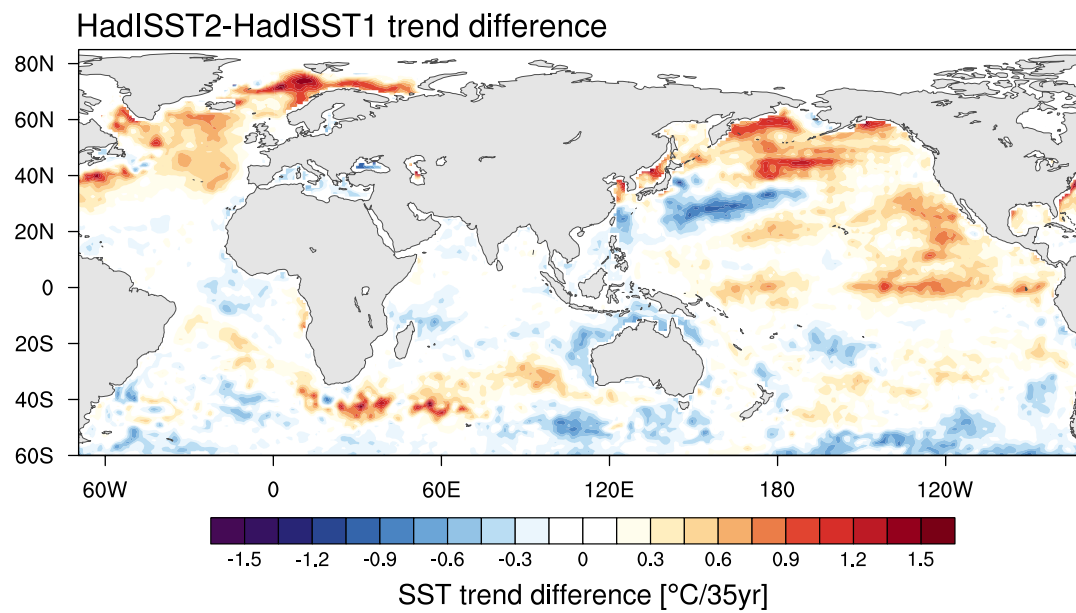 HadISST2-HadISST1 trend difference
80N
60N
40N
20N
0
20S
40S
60S
60W 0 60E 120E 180 120W
-1.5 -1.2 -0.9 -0.6 -0.3 0 0.3 0.6 0.9 1.2 1.5
SST trend difference [°C/35yr]